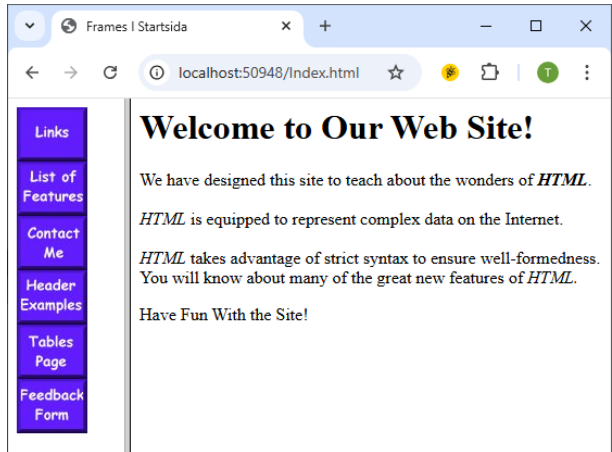 Frames I Startsida
localhost:50948/Index.html
T
Links
List of
Features
Contact
Me
Header
Examples
Tables
Page
Feedback
Form
Welcome to Our Web Site!
We have designed this site to teach about the wonders of HTML.
HTML is equipped to represent complex data on the Internet.
HTML takes advantage of strict syntax to ensure well-formedness.
You will know about many of the great new features of HTML.
Have Fun With the Site!